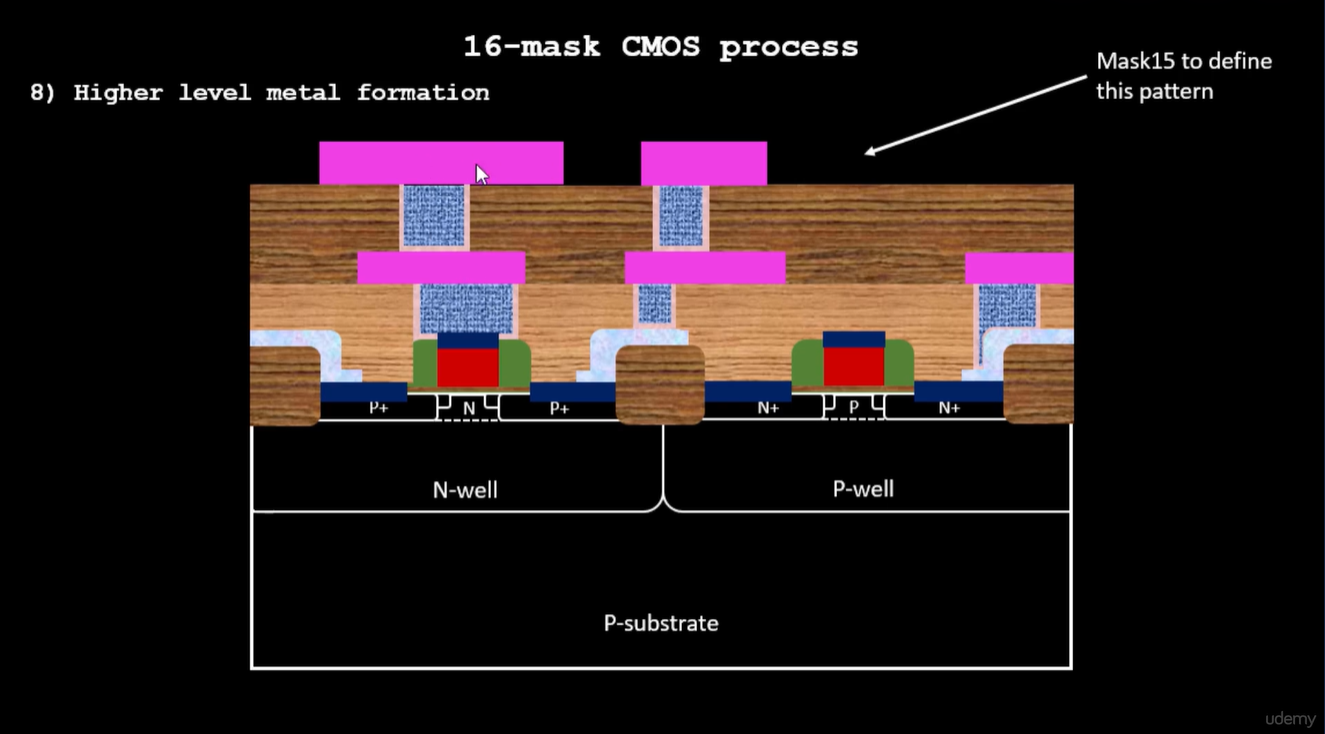 16-mask CMOS process
Mask15 to define
this pattern
8) Higher level metal formation
P+
N
P+
N+
P
N+
N-well
P-well
P-substrate
udemy